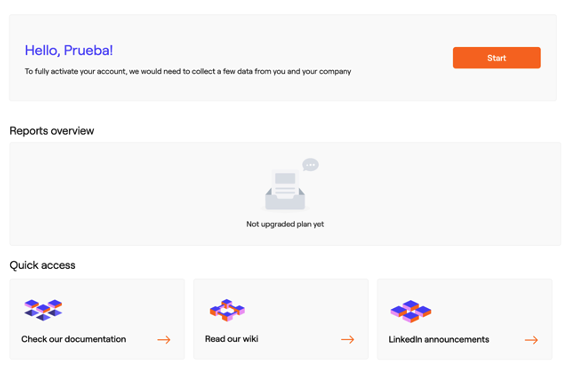 Hello, Prueba!
To fully activate your account, we would need to collect a few data from you and your company
Start
Reports overview
Not upgraded plan yet
Quick access
Check our documentation
Read our wiki
LinkedIn announcements